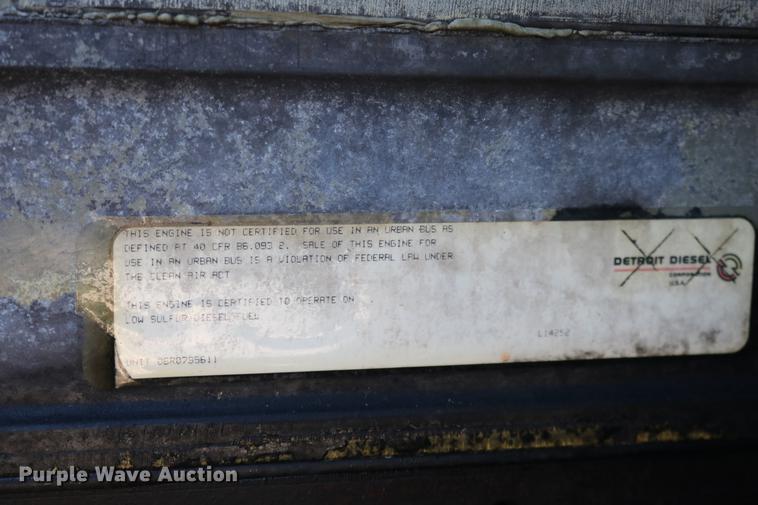 THIS ENGINE IS NOT CERTIFIED FOR USE IN AN URBAN BUS AS
DEFINED AT 40 CFR 86.093 2. SALE OF THIS ENGINE FOR
USE IN AN URBAN BUS IS A VIOLATION OF FEDERAL LAW UNDER
THE CLEAN AIR ACT
THIS ENGINE IS CERTIFIED TO OPERATE ON
LOW SULFUR DIESEL FUEL
UNIT 06R0755611
L14252
DETROIT DIESEL
CORPORATION
U.S.A.
Purple Wave Auction